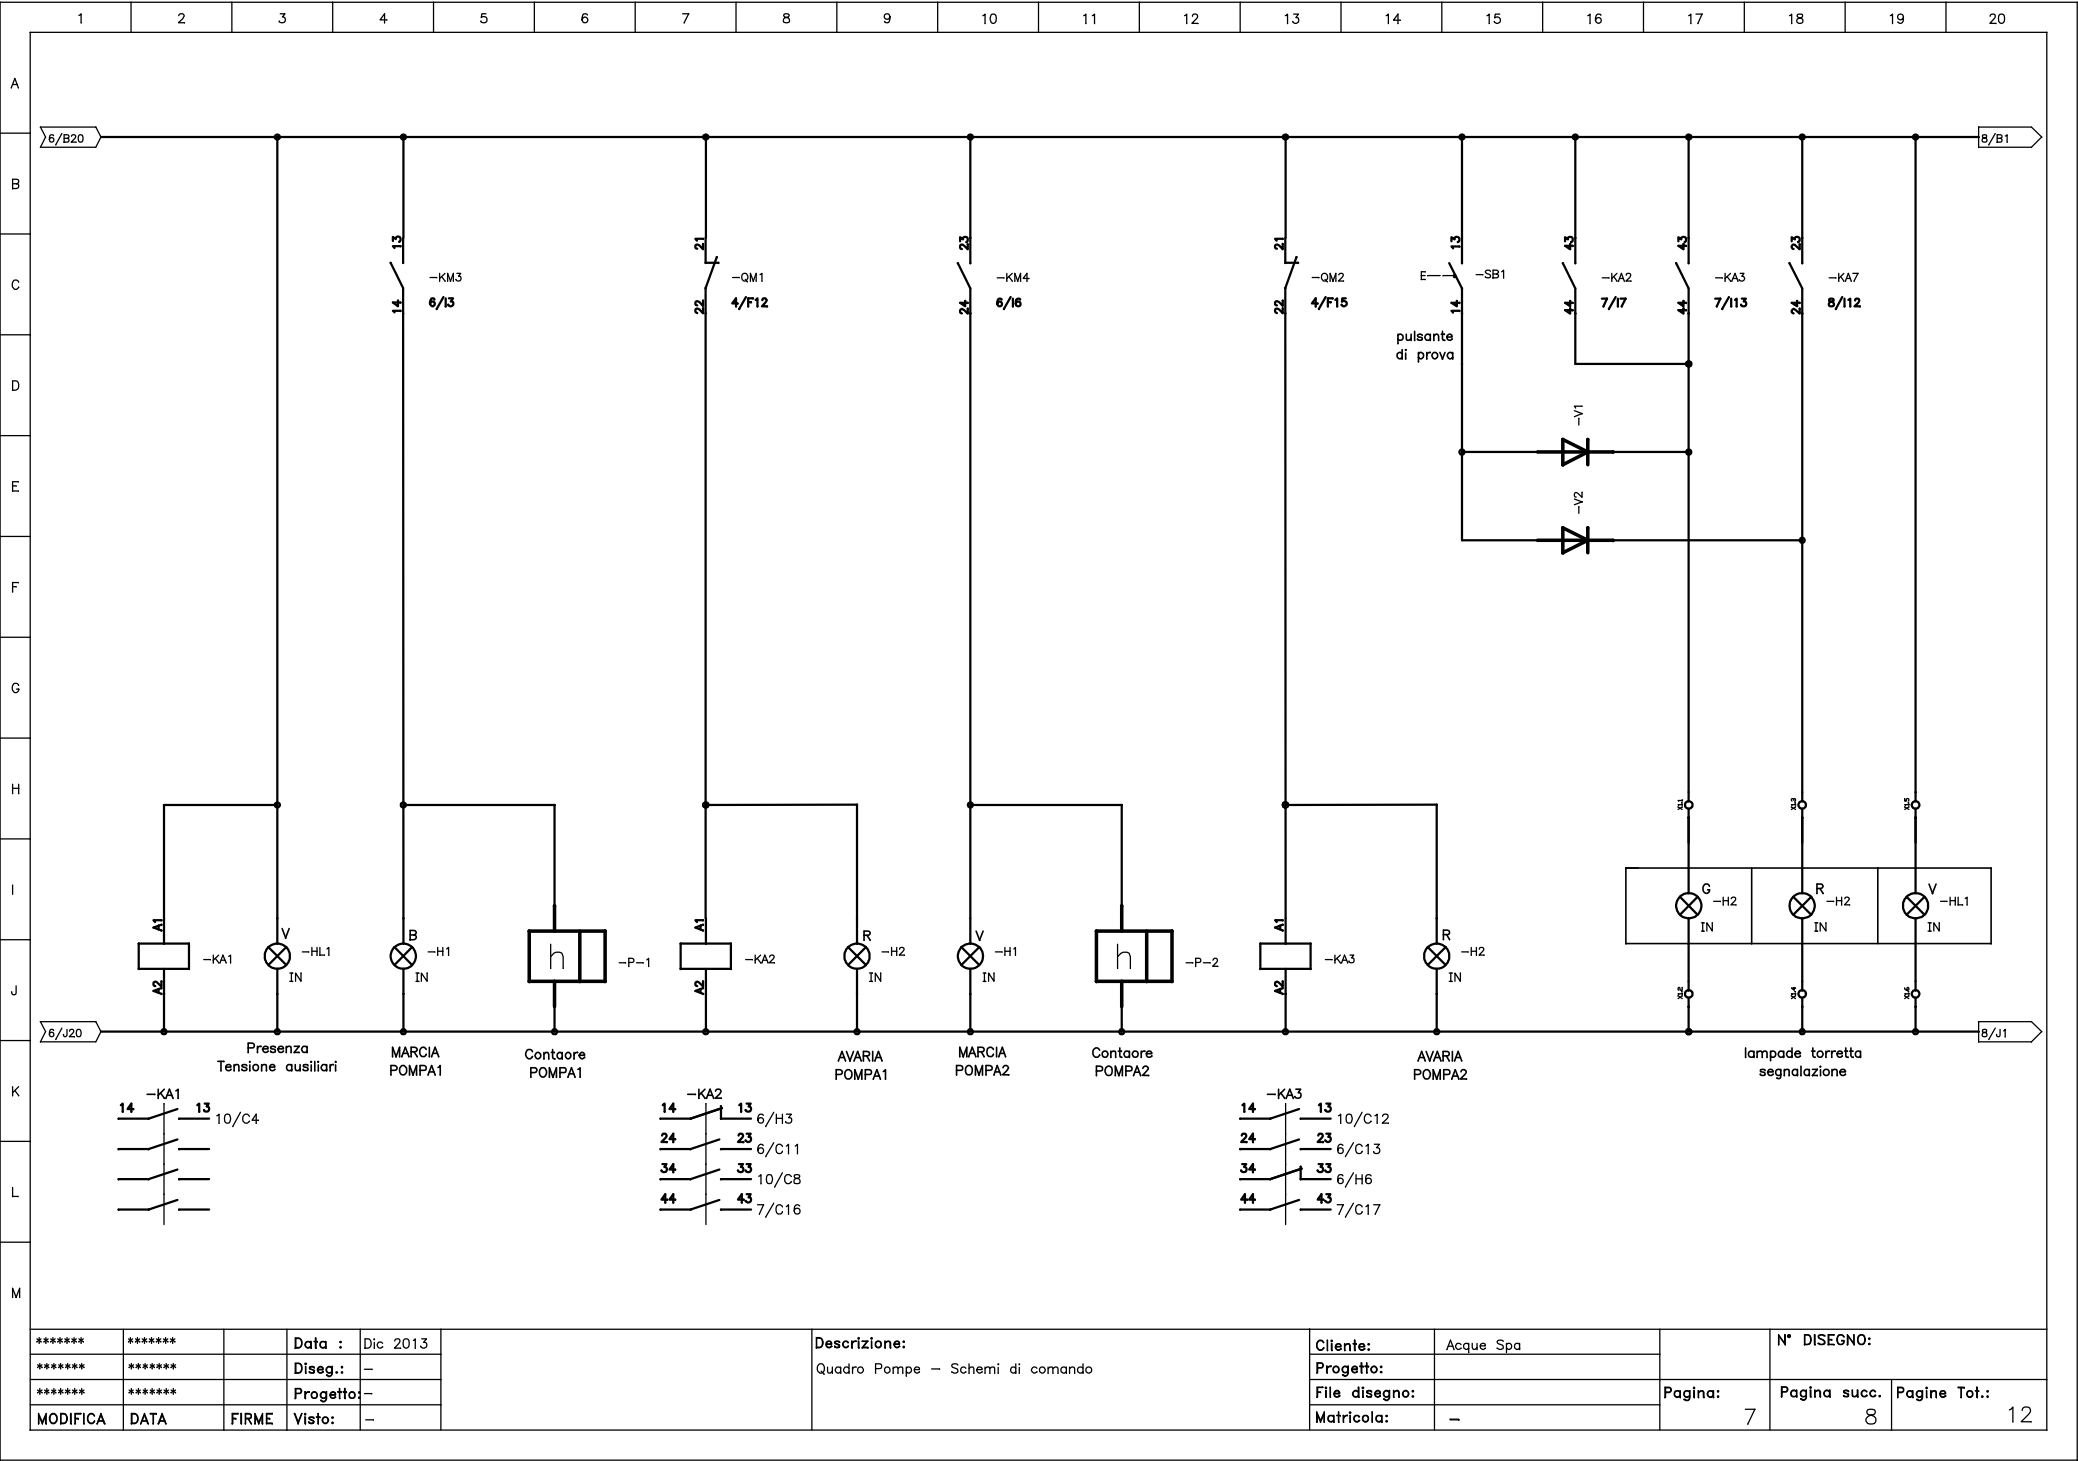 1 2 3 4 5 6 7 8 9 10 11 12 13 14 15 16 17 18 19 20
A
B
C
D
E
F
G
H
I
J
K
L
M
6/B20
8/B1
13
-KM3
6/I3
14
21
-QM1
4/F12
22
23
-KM4
6/I6
24
21
-QM2
4/F15
22
13
E
-SB1
14
pulsante
di prova
43
-KA2
7/I7
44
43
-KA3
7/I13
44
23
-KA7
8/I12
24
-V1
-V2
XL1
XL3
XL5
A1
-KA1
A2
V
-HL1
IN
B
-H1
IN
h
-P-1
A1
-KA2
A2
R
-H2
IN
V
-H1
IN
h
-P-2
A1
-KA3
A2
R
-H2
IN
G
-H2
IN
R
-H2
IN
V
-HL1
IN
XL2
XL4
XL6
6/J20
8/J1
Presenza
Tensione ausiliari
MARCIA
POMPA1
Contaore
POMPA1
AVARIA
POMPA1
MARCIA
POMPA2
Contaore
POMPA2
AVARIA
POMPA2
lampade torretta
segnalazione
-KA1
14 13 10/C4
-KA2
14 13 6/H3
24 23 6/C11
34 33 10/C8
44 43 7/C16
-KA3
14 13 10/C12
24 23 6/C13
34 33 6/H6
44 43 7/C17
******* ******* Data : Dic 2013
******* ******* Diseg.: -
******* ******* Progetto: -
MODIFICA DATA FIRME Visto: -
Descrizione:
Quadro Pompe - Schemi di comando
Cliente: Acque Spa
Progetto:
File disegno:
Matricola: -
N° DISEGNO:
Pagina: 7
Pagina succ. 8
Pagine Tot.: 12